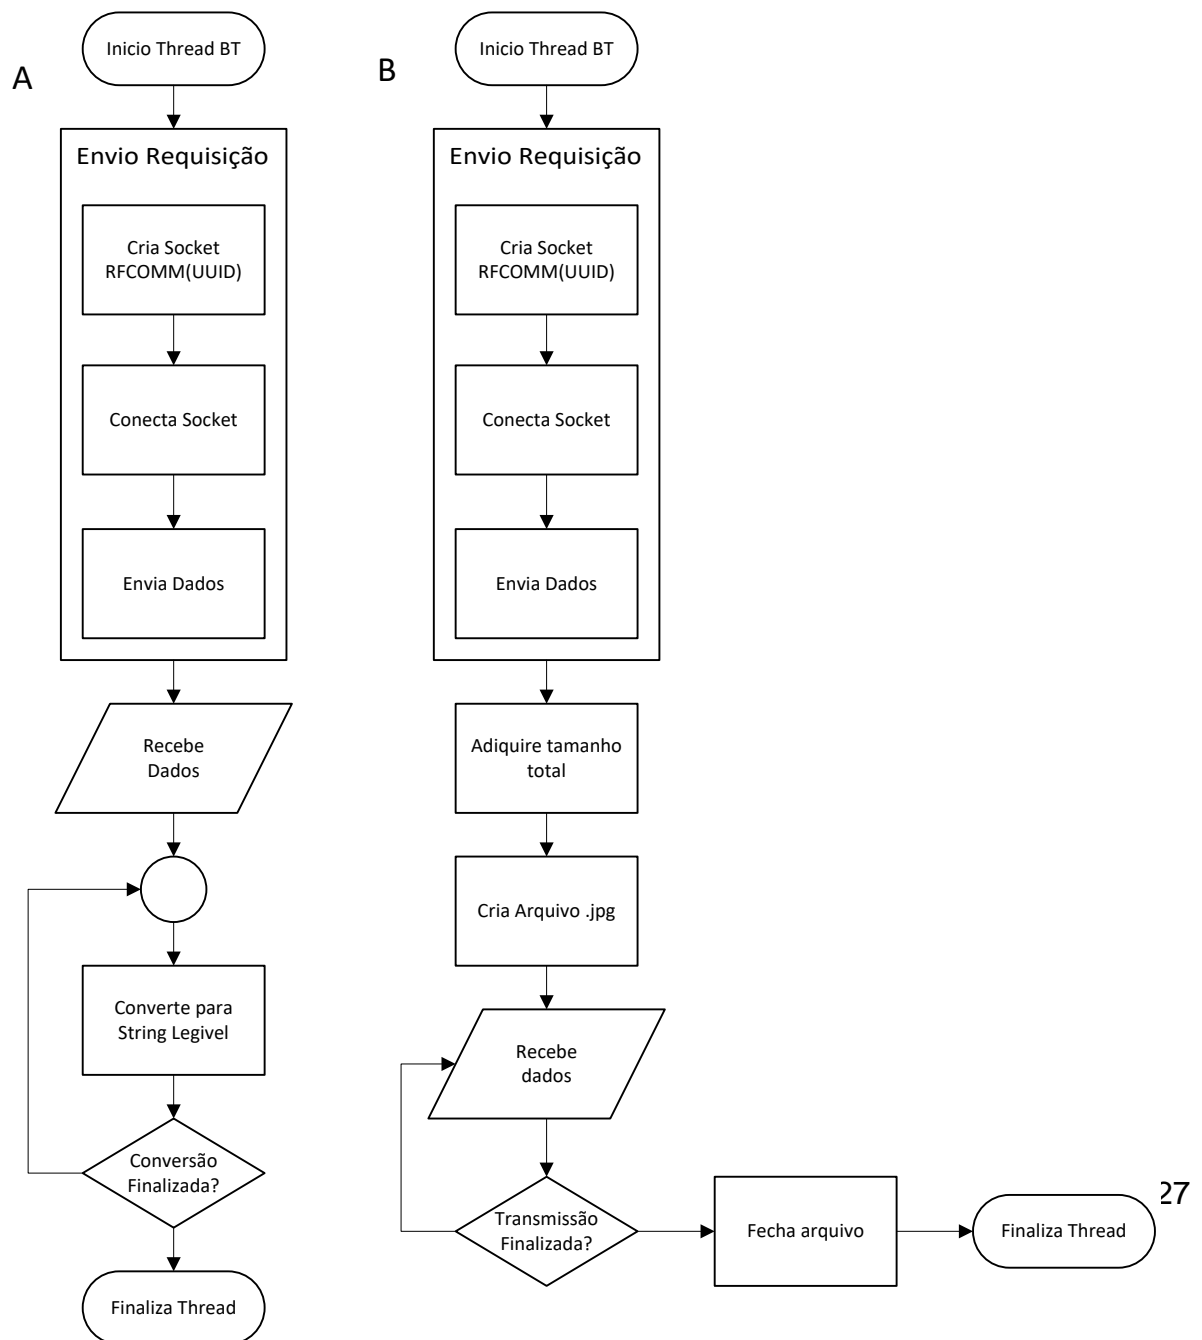 A
Inicio Thread BT
Envio Requisição
Cria Socket
RFCOMM(UUID)
Conecta Socket
Envia Dados
Recebe
Dados
Converte para
String Legivel
Conversão
Finalizada?
Finaliza Thread
B
Inicio Thread BT
Envio Requisição
Cria Socket
RFCOMM(UUID)
Conecta Socket
Envia Dados
Adiquire tamanho
total
Cria Arquivo .jpg
Recebe
dados
Transmissão
Finalizada?
Fecha arquivo
Finaliza Thread
27